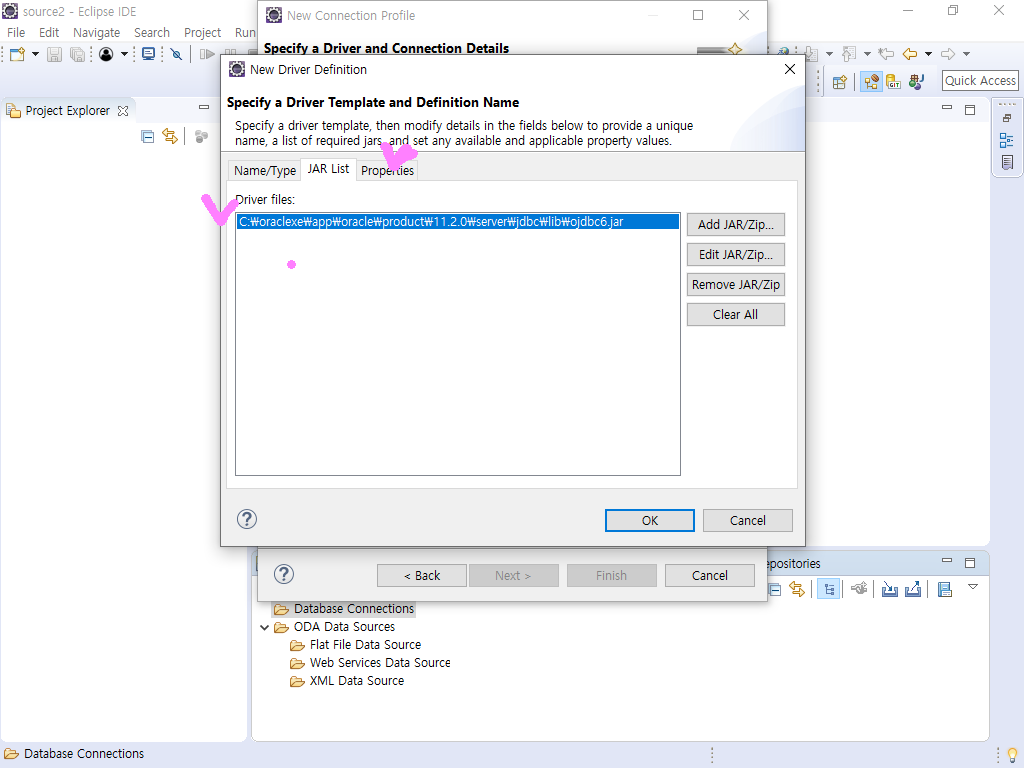 source2 - Eclipse IDE
New Connection Profile
File Edit Navigate Search Project Run
Specify a Driver and Connection Details
Quick Access
New Driver Definition
Project Explorer
Specify a Driver Template and Definition Name
Specify a driver template, then modify details in the fields below to provide a unique
name, a list of required jars, and set any available and applicable property values.
Name/Type JAR List Properties
Driver files:
C:₩oraclexe₩app₩oracle₩product₩11.2.0₩server₩jdbc₩lib₩ojdbc6.jar
Add JAR/Zip...
Edit JAR/Zip...
Remove JAR/Zip
Clear All
OK Cancel
epositories
< Back Next > Finish Cancel
Database Connections
ODA Data Sources
Flat File Data Source
Web Services Data Source
XML Data Source
Database Connections